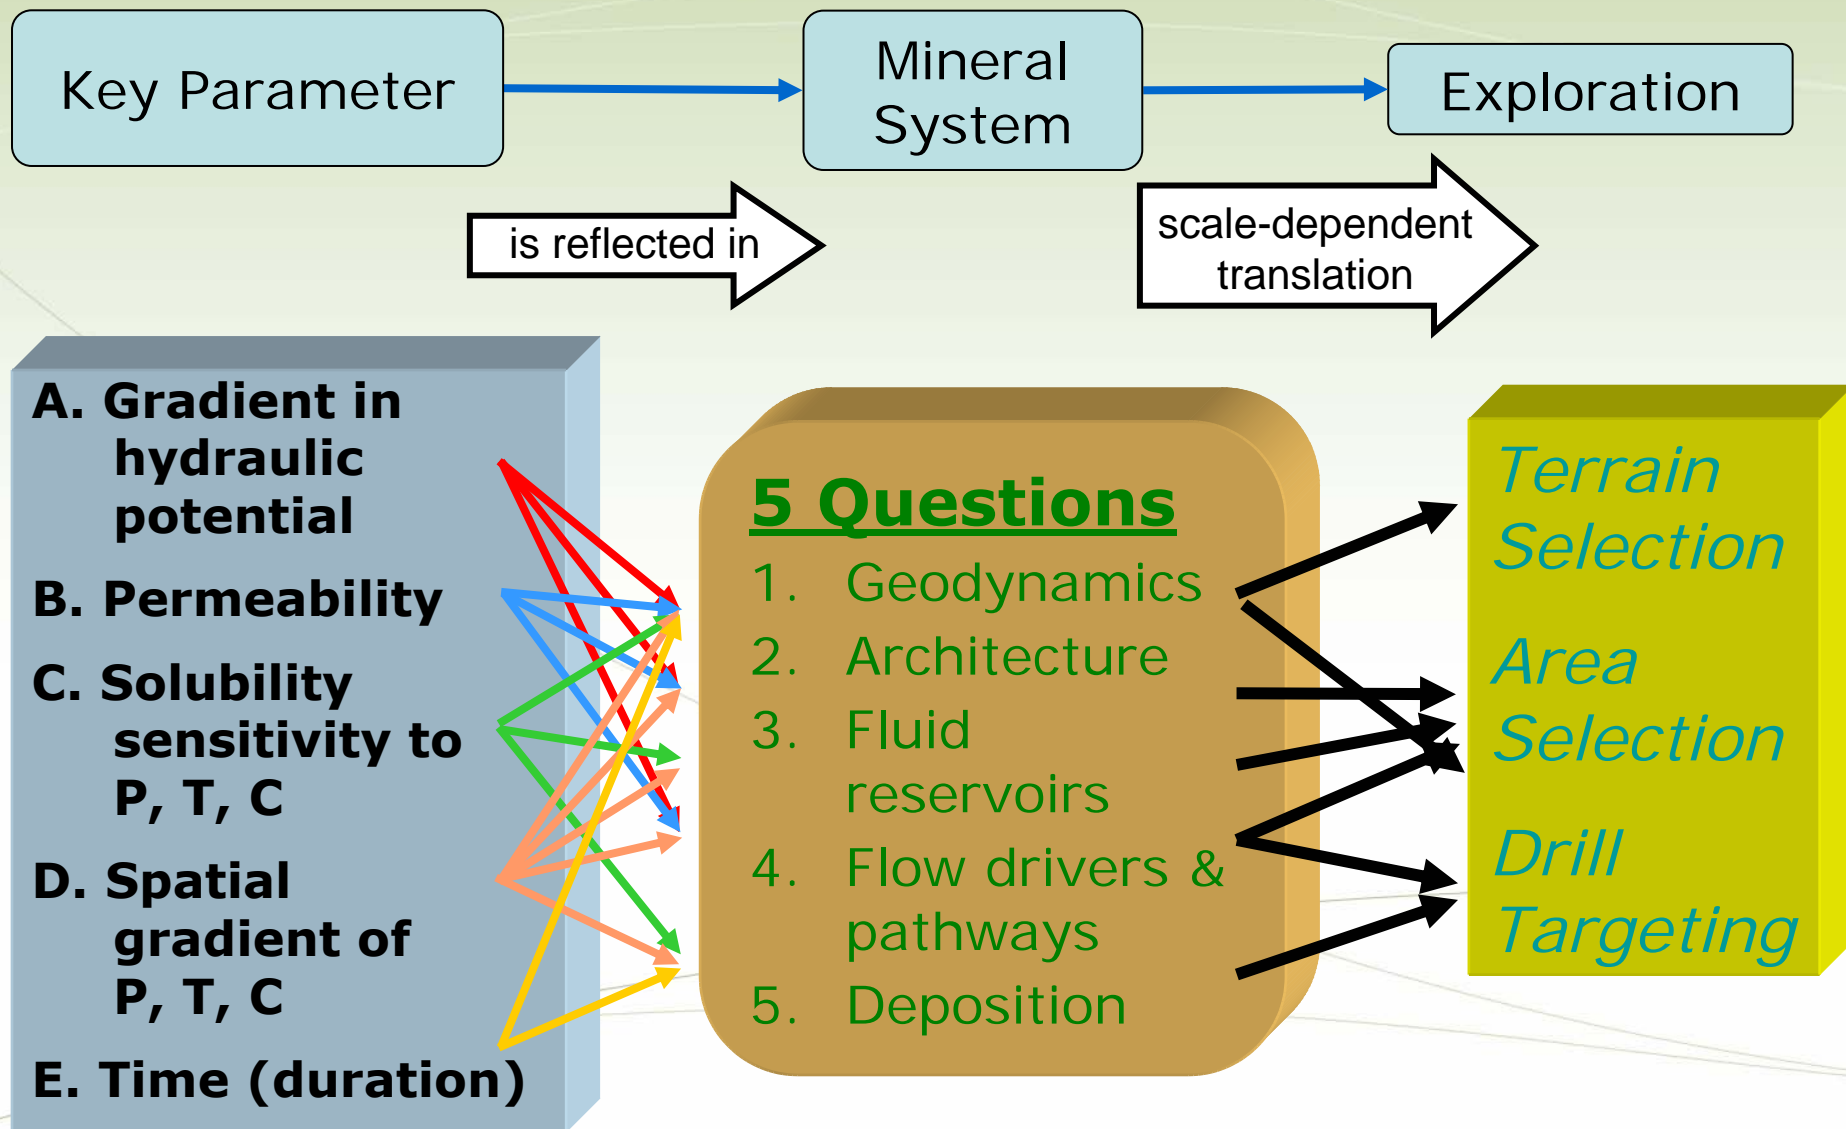 Key Parameter
Mineral
System
Exploration
is reflected in
scale-dependent
translation
A. Gradient in
hydraulic
potential
B. Permeability
C. Solubility
sensitivity to
P, T, C
D. Spatial
gradient of
P, T, C
E. Time (duration)
5 Questions
1. Geodynamics
2. Architecture
3. Fluid
reservoirs
4. Flow drivers &
pathways
5. Deposition
Terrain
Selection
Area
Selection
Drill
Targeting